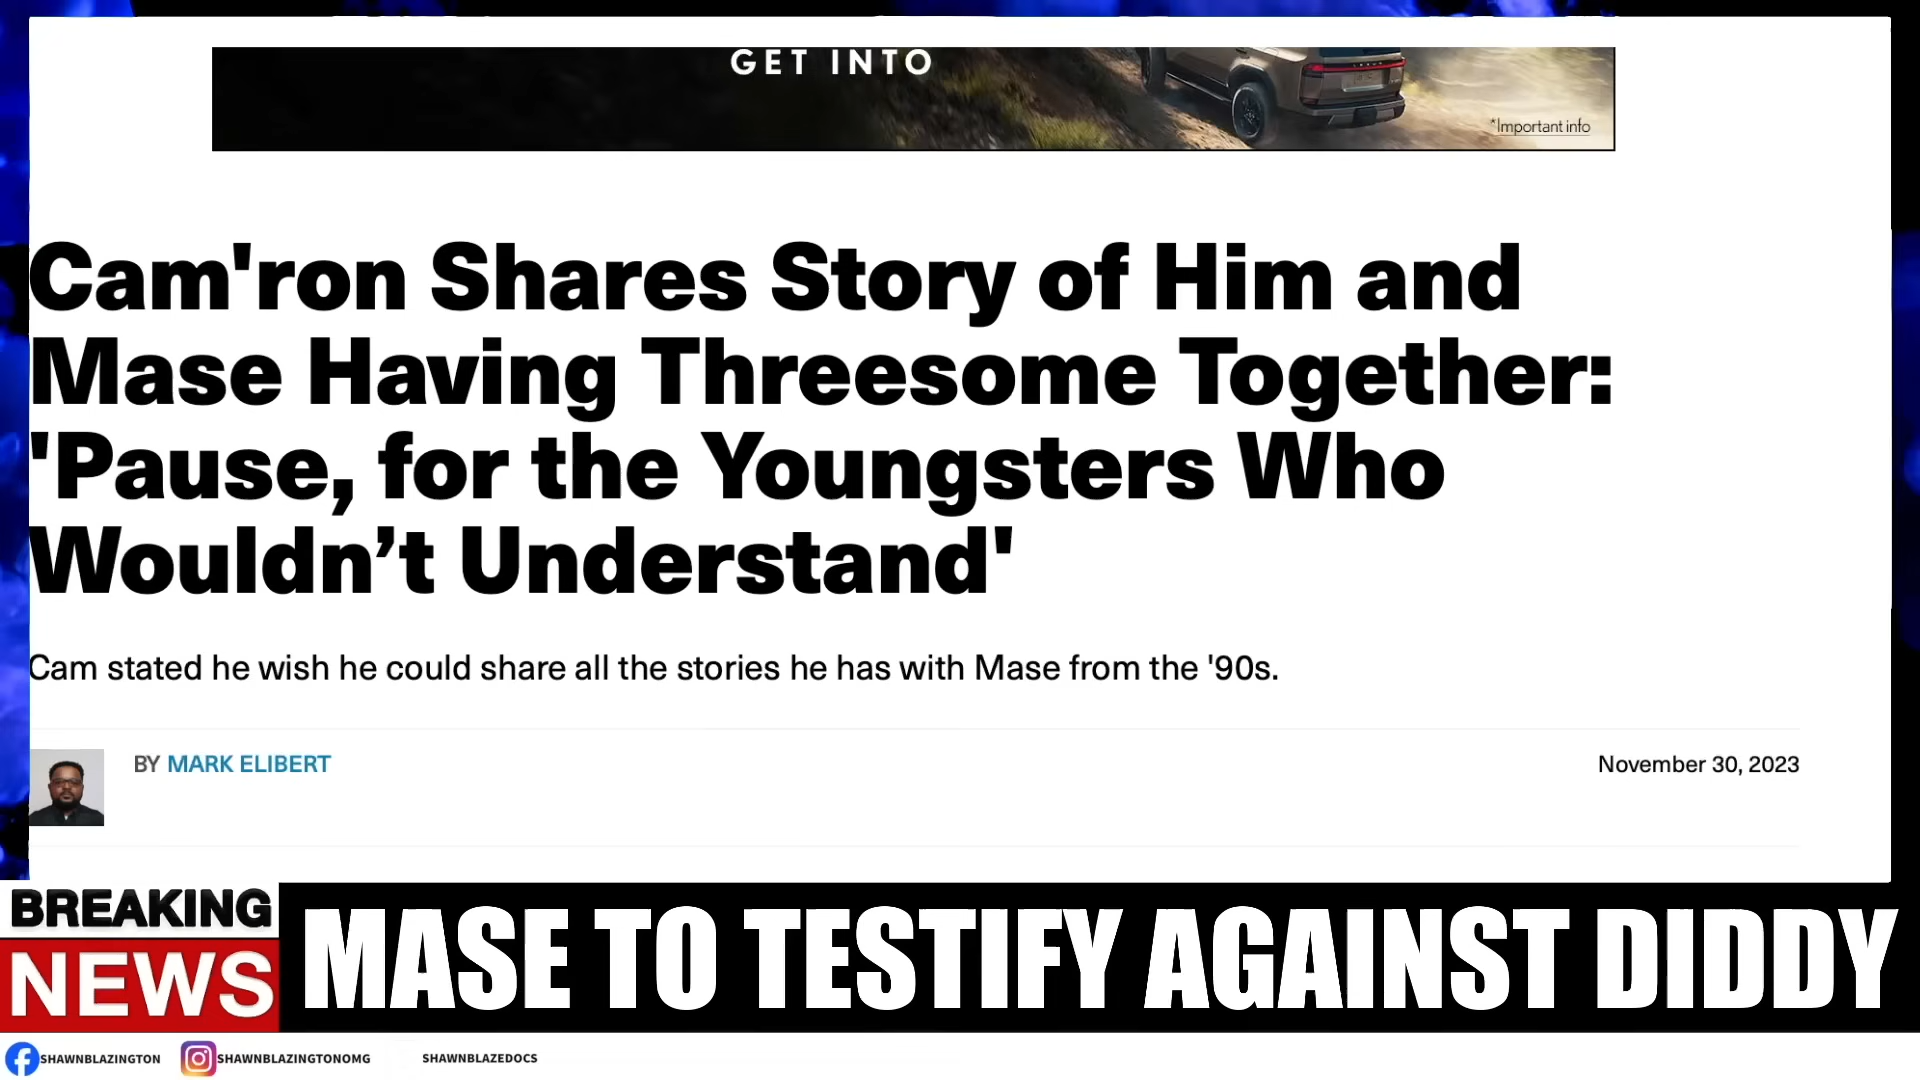 GET INTO
*Important info
Cam'ron Shares Story of Him and
Mase Having Threesome Together:
'Pause, for the Youngsters Who
Wouldn’t Understand'
Cam stated he wish he could share all the stories he has with Mase from the '90s.
BY MARK ELIBERT
November 30, 2023
BREAKING
NEWS
MASE TO TESTIFY AGAINST DIDDY
SHAWNBLAZINGTON
SHAWNBLAZINGTONOMG
SHAWNBLAZEDOCS